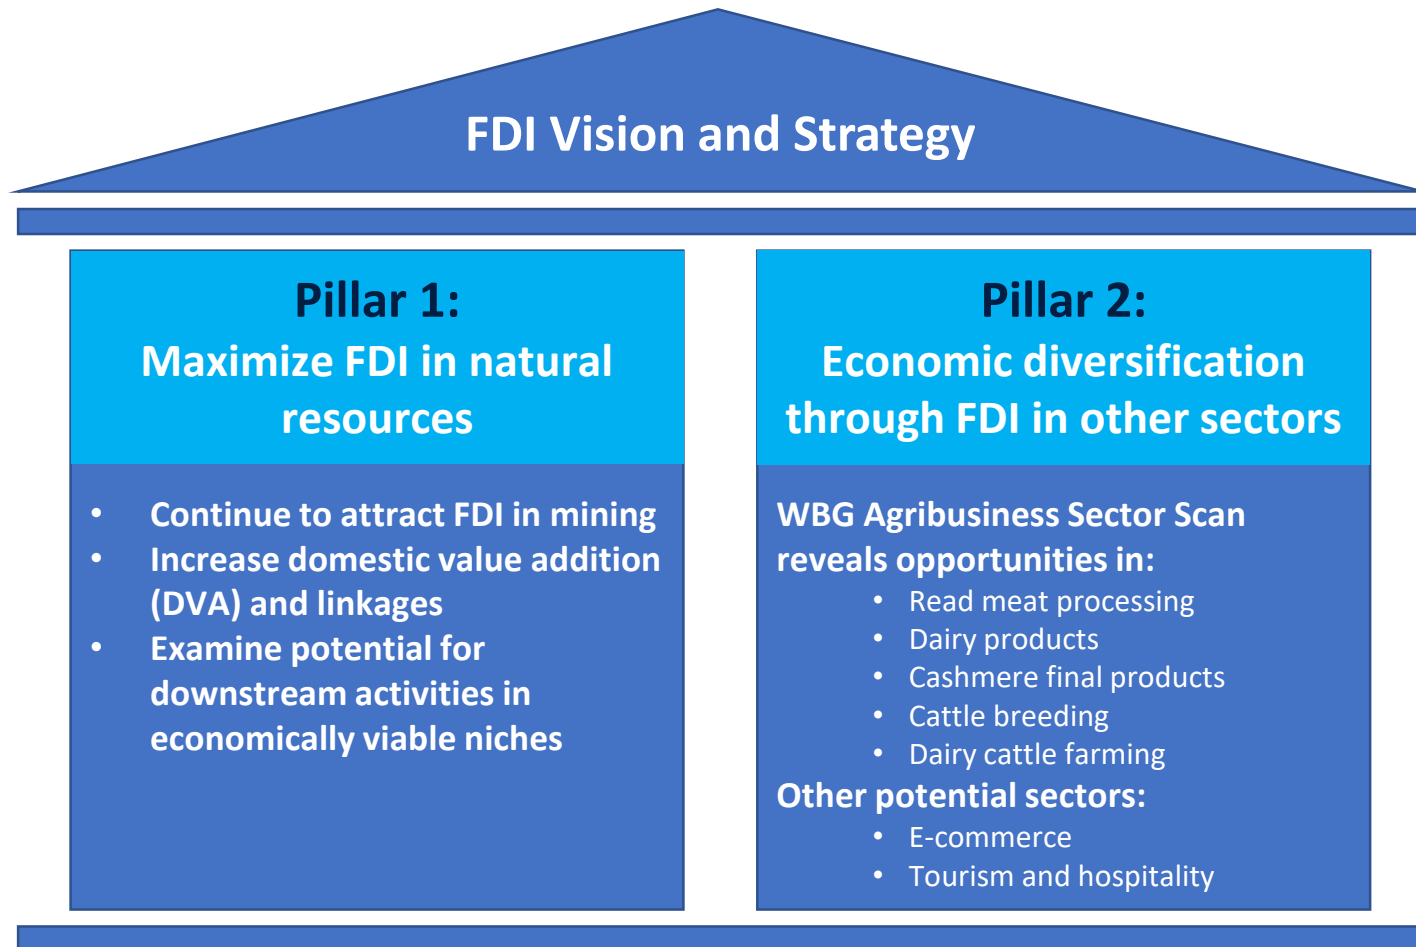 FDI Vision and Strategy
Pillar 1:
Maximize FDI in natural
resources
• Continue to attract FDI in mining
• Increase domestic value addition
(DVA) and linkages
• Examine potential for
downstream activities in
economically viable niches
Pillar 2:
Economic diversification
through FDI in other sectors
WBG Agribusiness Sector Scan
reveals opportunities in:
• Read meat processing
• Dairy products
• Cashmere final products
• Cattle breeding
• Dairy cattle farming
Other potential sectors:
• E-commerce
• Tourism and hospitality